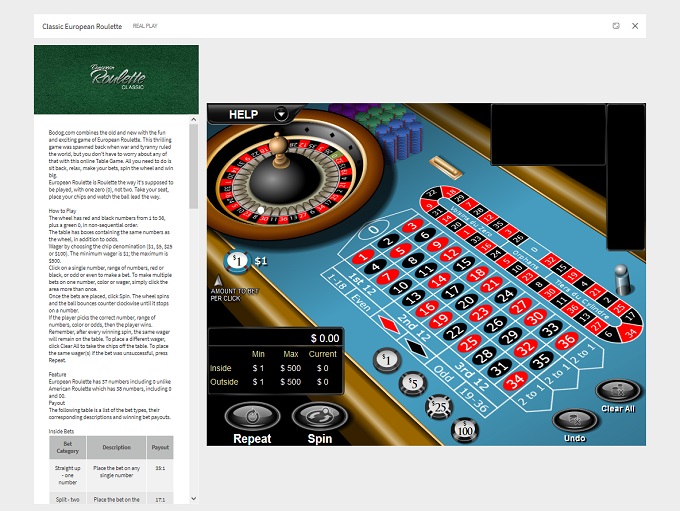 Classic European Roulette REAL PLAY
European
Roulette
CLASSIC
Bodog.com combines the old and new with the fun
and exciting game of European Roulette. This thrilling
game was spawned back when war and tyranny ruled
the world, but you don't have to worry about any of
that with this online Table Game. All you need to do is
sit back, relax, make your bets, spin the wheel and win
big.
European Roulette is Roulette the way it's supposed to
be played, with one zero (0), not two. Take your seat,
place your chips and watch the ball lead the way.
How to Play
The wheel has red and black numbers from 1 to 36,
plus a green 0, in non-sequential order.
The table has boxes containing the same numbers as
the wheel, in addition to odds.
Wager by choosing the chip denomination ($1, $5, $25
or $100). The minimum wager is $1; the maximum is
$500.
Click on a single number, range of numbers, red or
black, or odd or even to make a bet. To make multiple
bets on one number, color or wager, simply click the
area more than once.
Once the bets are placed, click Spin. The wheel spins
and the ball bounces counter clockwise until it stops
on a number.
If the player picks the correct number, range of
numbers, color or odds, then the player wins.
Remember, after every winning spin, the same wager
will remain on the table. To place a different wager,
click Clear All to take the chips off the table. To place
the same wager(s) if the bet was unsuccessful, press
Repeat.
Feature
European Roulette has 37 numbers including 0 unlike
American Roulette which has 38 numbers, including 0
and 00.
Payout
The following table is a list of the bet types, their
corresponding descriptions and winning bet payouts.
Inside Bets
Bet Category Description Payout
Straight up - one number Place the bet on any single number 35:1
Split - two Place the bet on the 17:1
HELP
$1 $1
AMOUNT TO BET
PER CLICK
$ 0.00
Min Max Current
Inside $ 1 $ 500 $ 0
Outside $ 1 $ 500 $ 0
Repeat Spin
0
1 2 3
4 5 6
7 8 9
10 11 12
13 14 15
16 17 18
19 20 21
22 23 24
25 26 27
28 29 30
31 32 33
34 35 36
2 to 1 2 to 1 2 to 1
1st 12 2nd 12 3rd 12
1-18 Even Odd 19-36
Orphans
$1
$5
$25
$100
Undo
Clear All